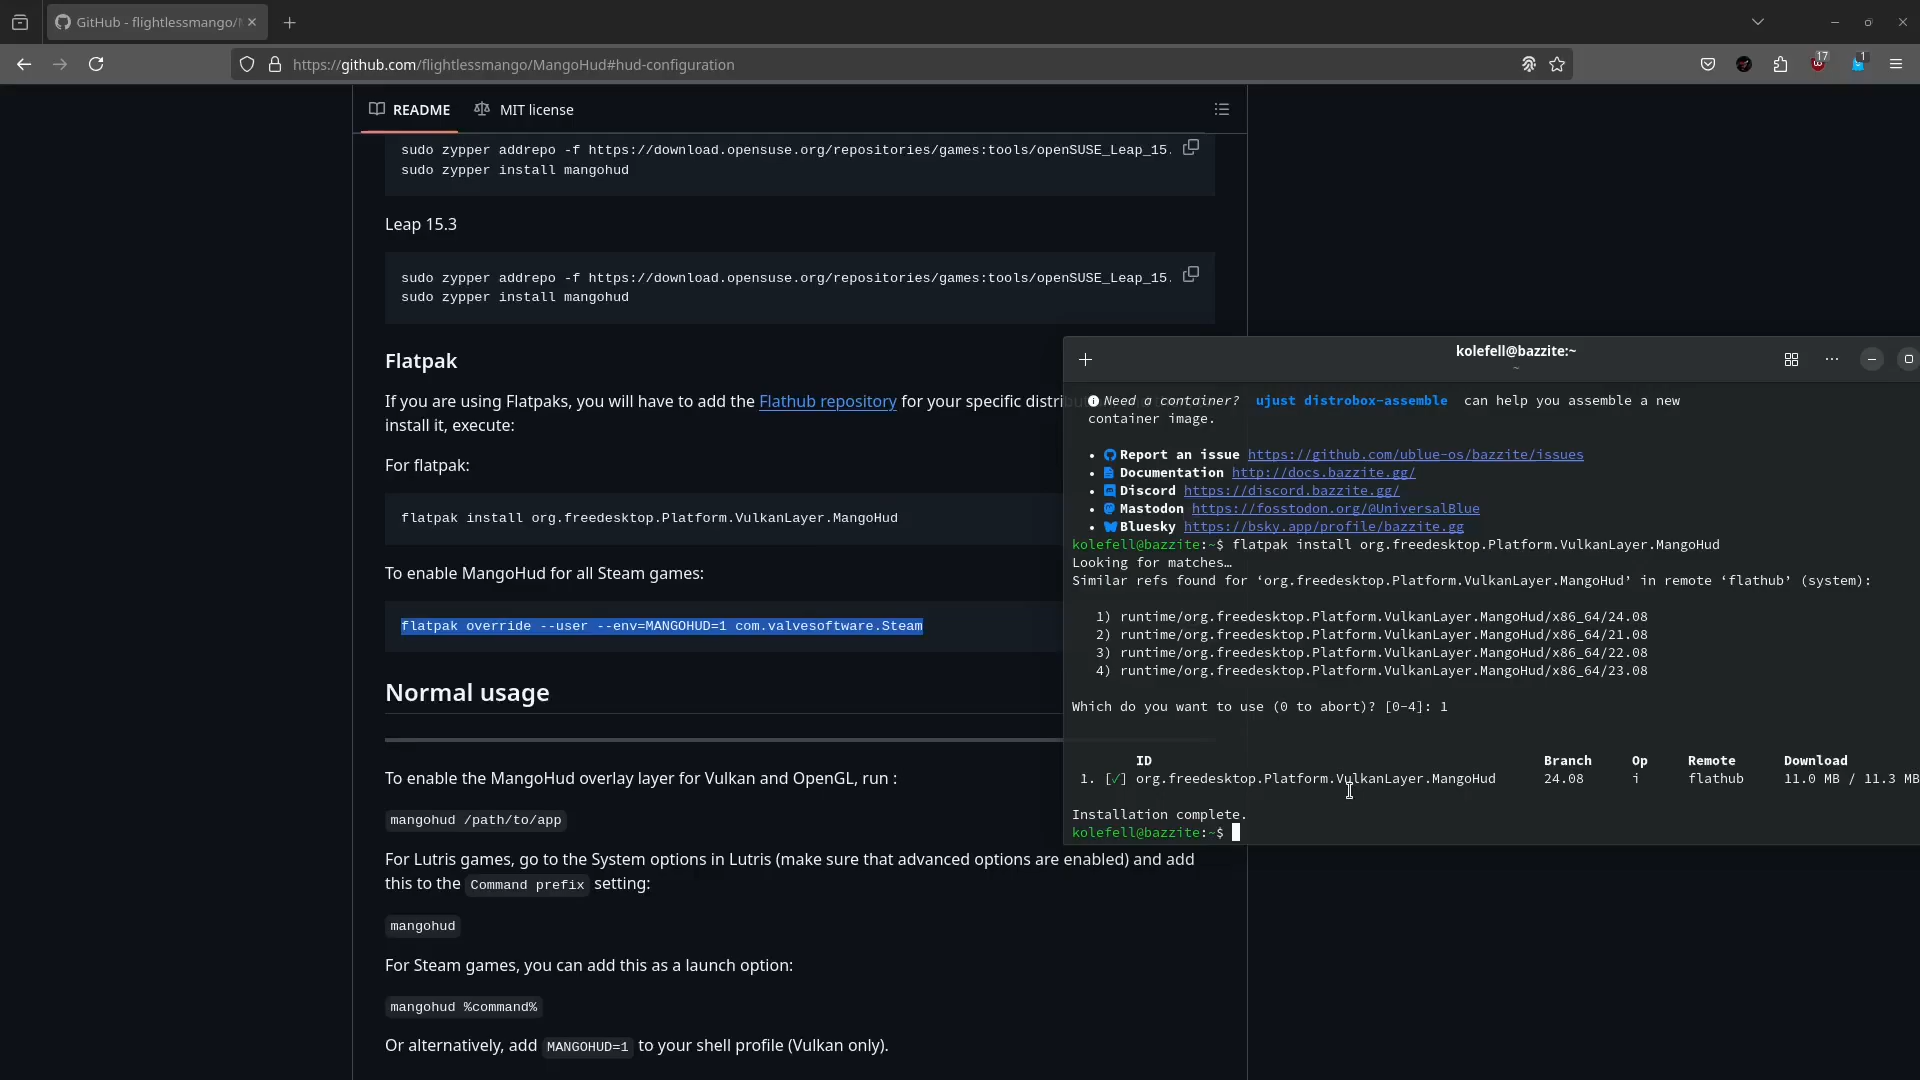 GitHub - flightlessmango/
https://github.com/flightlessmango/MangoHud#hud-configuration
17
1
README
MIT license
sudo zypper addrepo -f https://download.opensuse.org/repositories/games:tools/openSUSE_Leap_15.
sudo zypper install mangohud
Leap 15.3
sudo zypper addrepo -f https://download.opensuse.org/repositories/games:tools/openSUSE_Leap_15.
sudo zypper install mangohud
Flatpak
If you are using Flatpaks, you will have to add the Flathub repository for your specific distrib
install it, execute:
For flatpak:
flatpak install org.freedesktop.Platform.VulkanLayer.MangoHud
To enable MangoHud for all Steam games:
flatpak override --user --env=MANGOHUD=1 com.valvesoftware.Steam
Normal usage
To enable the MangoHud overlay layer for Vulkan and OpenGL, run :
mangohud /path/to/app
For Lutris games, go to the System options in Lutris (make sure that advanced options are enabled) and add
this to the Command prefix setting:
mangohud
For Steam games, you can add this as a launch option:
mangohud %command%
Or alternatively, add MANGOHUD=1 to your shell profile (Vulkan only).
kolefell@bazzite:~
~
Need a container? ujust distrobox-assemble can help you assemble a new
container image.
• Report an issue https://github.com/ublue-os/bazzite/issues
• Documentation http://docs.bazzite.gg/
• Discord https://discord.bazzite.gg/
• Mastodon https://fosstodon.org/@UniversalBlue
• Bluesky https://bsky.app/profile/bazzite.gg
kolefell@bazzite:~$ flatpak install org.freedesktop.Platform.VulkanLayer.MangoHud
Looking for matches…
Similar refs found for ‘org.freedesktop.Platform.VulkanLayer.MangoHud’ in remote ‘flathub’ (system):
1) runtime/org.freedesktop.Platform.VulkanLayer.MangoHud/x86_64/24.08
2) runtime/org.freedesktop.Platform.VulkanLayer.MangoHud/x86_64/21.08
3) runtime/org.freedesktop.Platform.VulkanLayer.MangoHud/x86_64/22.08
4) runtime/org.freedesktop.Platform.VulkanLayer.MangoHud/x86_64/23.08
Which do you want to use (0 to abort)? [0-4]: 1
ID Branch Op Remote Download
1. [✓] org.freedesktop.Platform.VulkanLayer.MangoHud 24.08 i flathub 11.0 MB / 11.3 MB
Installation complete.
kolefell@bazzite:~$